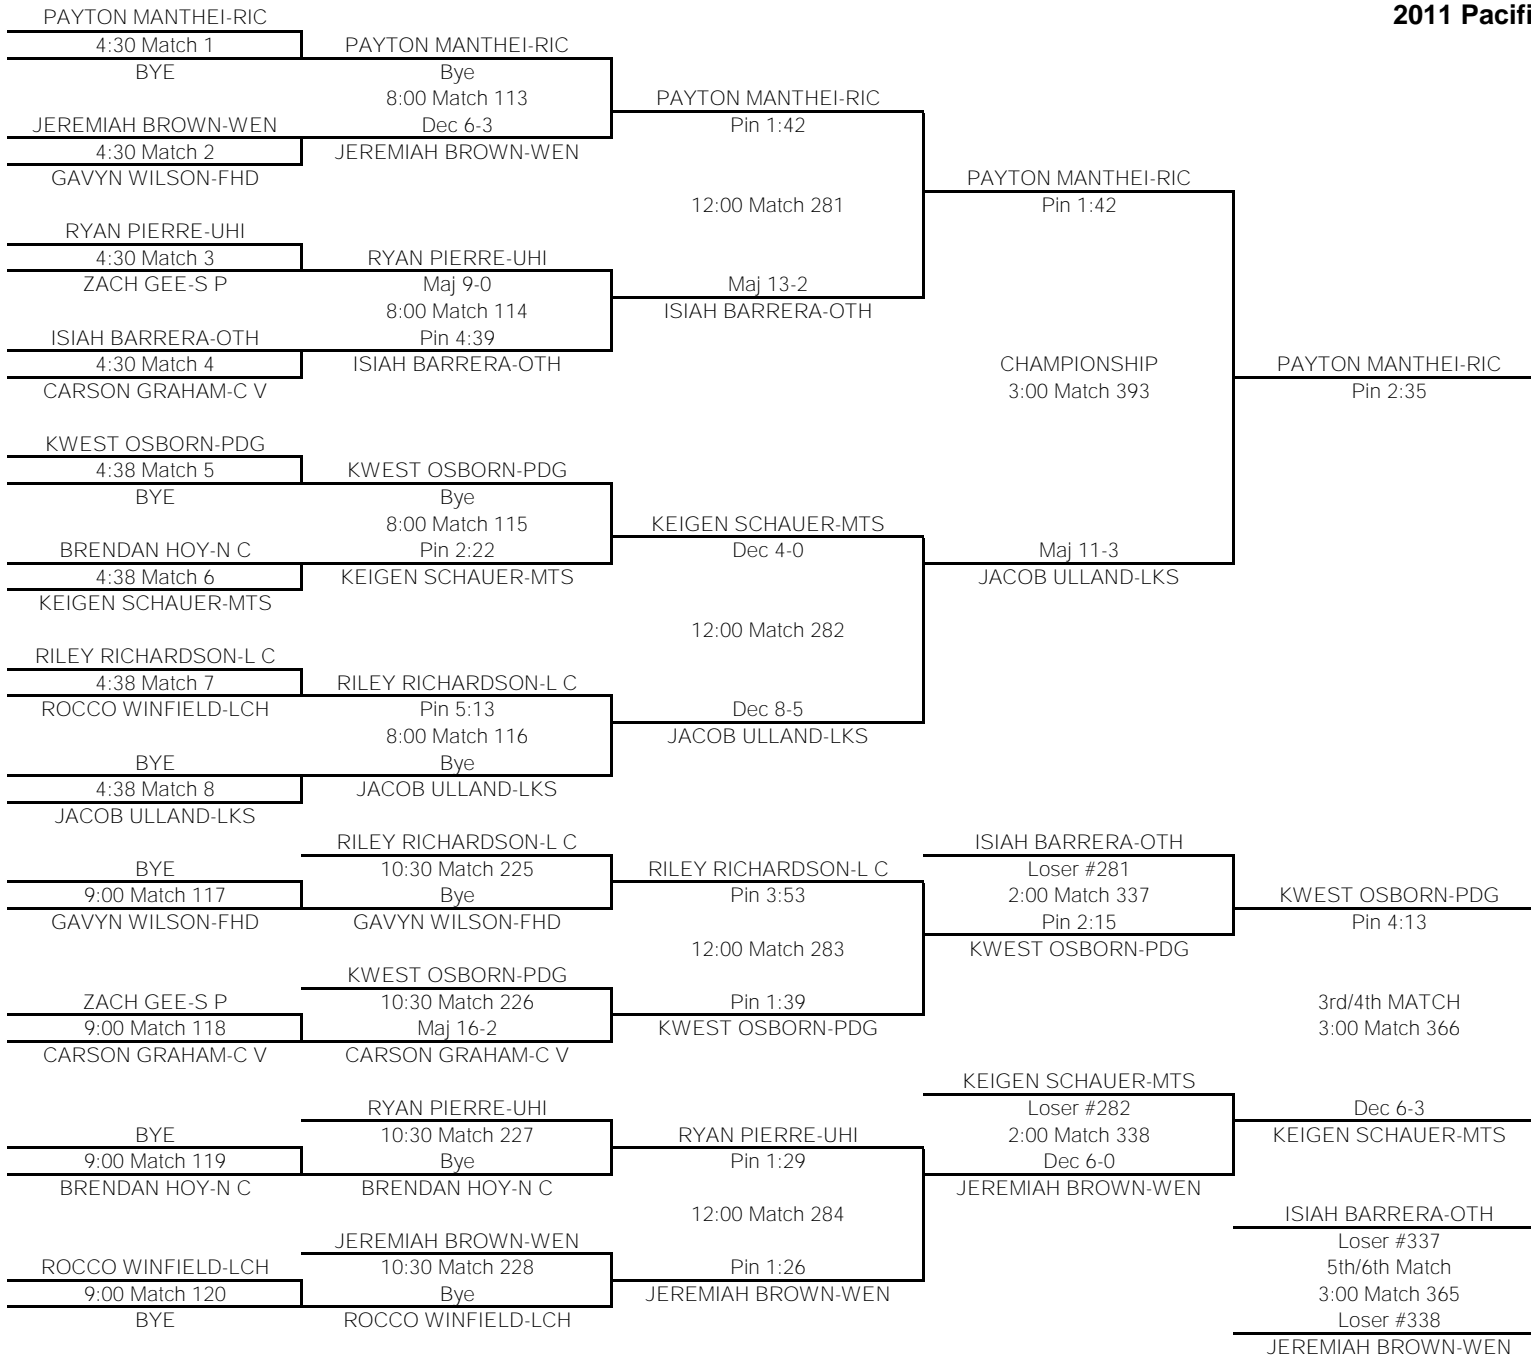 2011 Pacifi
PAYTON MANTHEI-RIC
4:30 Match 1
BYE
JEREMIAH BROWN-WEN
4:30 Match 2
GAVYN WILSON-FHD
RYAN PIERRE-UHI
4:30 Match 3
ZACH GEE-S P
ISIAH BARRERA-OTH
4:30 Match 4
CARSON GRAHAM-C V
KWEST OSBORN-PDG
4:38 Match 5
BYE
BRENDAN HOY-N C
4:38 Match 6
KEIGEN SCHAUER-MTS
RILEY RICHARDSON-L C
4:38 Match 7
ROCCO WINFIELD-LCH
BYE
4:38 Match 8
JACOB ULLAND-LKS
PAYTON MANTHEI-RIC
Bye
8:00 Match 113
Dec 6-3
JEREMIAH BROWN-WEN
RYAN PIERRE-UHI
Maj 9-0
8:00 Match 114
Pin 4:39
ISIAH BARRERA-OTH
KWEST OSBORN-PDG
Bye
8:00 Match 115
Pin 2:22
KEIGEN SCHAUER-MTS
RILEY RICHARDSON-L C
Pin 5:13
8:00 Match 116
Bye
JACOB ULLAND-LKS
PAYTON MANTHEI-RIC
Pin 1:42
12:00 Match 281
Maj 13-2
ISIAH BARRERA-OTH
KEIGEN SCHAUER-MTS
Dec 4-0
12:00 Match 282
Dec 8-5
JACOB ULLAND-LKS
PAYTON MANTHEI-RIC
Pin 1:42
CHAMPIONSHIP
3:00 Match 393
Maj 11-3
JACOB ULLAND-LKS
PAYTON MANTHEI-RIC
Pin 2:35
BYE
9:00 Match 117
GAVYN WILSON-FHD
ZACH GEE-S P
9:00 Match 118
CARSON GRAHAM-C V
BYE
9:00 Match 119
BRENDAN HOY-N C
ROCCO WINFIELD-LCH
9:00 Match 120
BYE
RILEY RICHARDSON-L C
10:30 Match 225
Bye
GAVYN WILSON-FHD
KWEST OSBORN-PDG
10:30 Match 226
Maj 16-2
CARSON GRAHAM-C V
RYAN PIERRE-UHI
10:30 Match 227
Bye
BRENDAN HOY-N C
JEREMIAH BROWN-WEN
10:30 Match 228
Bye
ROCCO WINFIELD-LCH
RILEY RICHARDSON-L C
Pin 3:53
12:00 Match 283
Pin 1:39
KWEST OSBORN-PDG
RYAN PIERRE-UHI
Pin 1:29
12:00 Match 284
Pin 1:26
JEREMIAH BROWN-WEN
ISIAH BARRERA-OTH
Loser #281
2:00 Match 337
Pin 2:15
KWEST OSBORN-PDG
KEIGEN SCHAUER-MTS
Loser #282
2:00 Match 338
Dec 6-0
JEREMIAH BROWN-WEN
KWEST OSBORN-PDG
Pin 4:13
3rd/4th MATCH
3:00 Match 366
Dec 6-3
KEIGEN SCHAUER-MTS
ISIAH BARRERA-OTH
Loser #337
5th/6th Match
3:00 Match 365
Loser #338
JEREMIAH BROWN-WEN